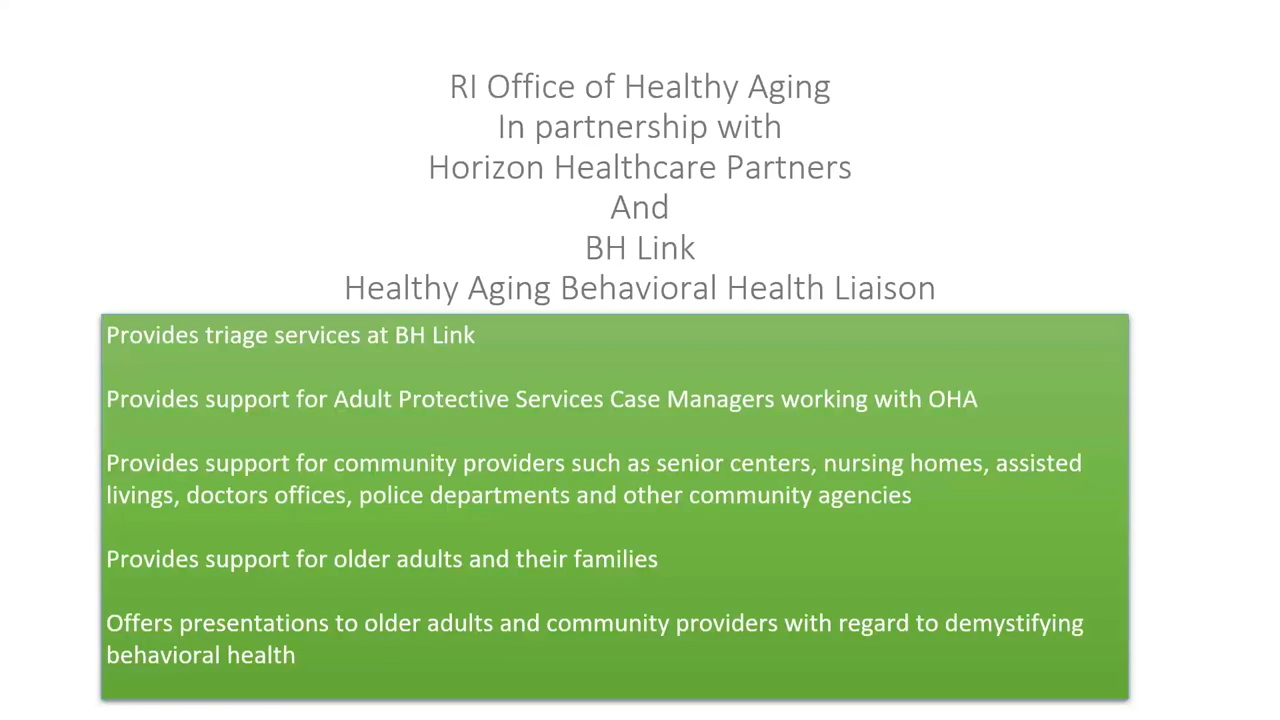 RI Office of Healthy Aging
In partnership with
Horizon Healthcare Partners
And
BH Link
Healthy Aging Behavioral Health Liaison
Provides triage services at BH Link
Provides support for Adult Protective Services Case Managers working with OHA
Provides support for community providers such as senior centers, nursing homes, assisted
livings, doctors offices, police departments and other community agencies
Provides support for older adults and their families
Offers presentations to older adults and community providers with regard to demystifying
behavioral health